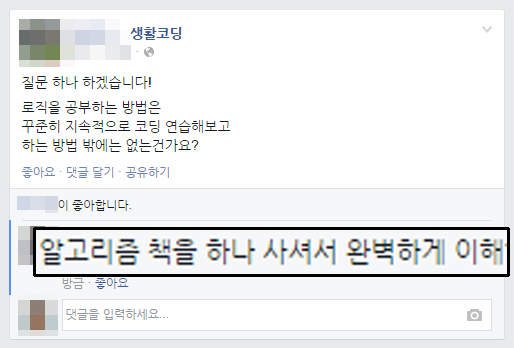 생활코딩
질문 하나 하겠습니다!
로직을 공부하는 방법은
꾸준히 지속적으로 코딩 연습해보고
하는 방법 밖에는 없는건가요?
좋아요 · 댓글 달기 · 공유하기
이 좋아합니다.
알고리즘 책을 하나 사셔서 완벽하게 이해
방금 · 좋아요
댓글을 입력하세요...